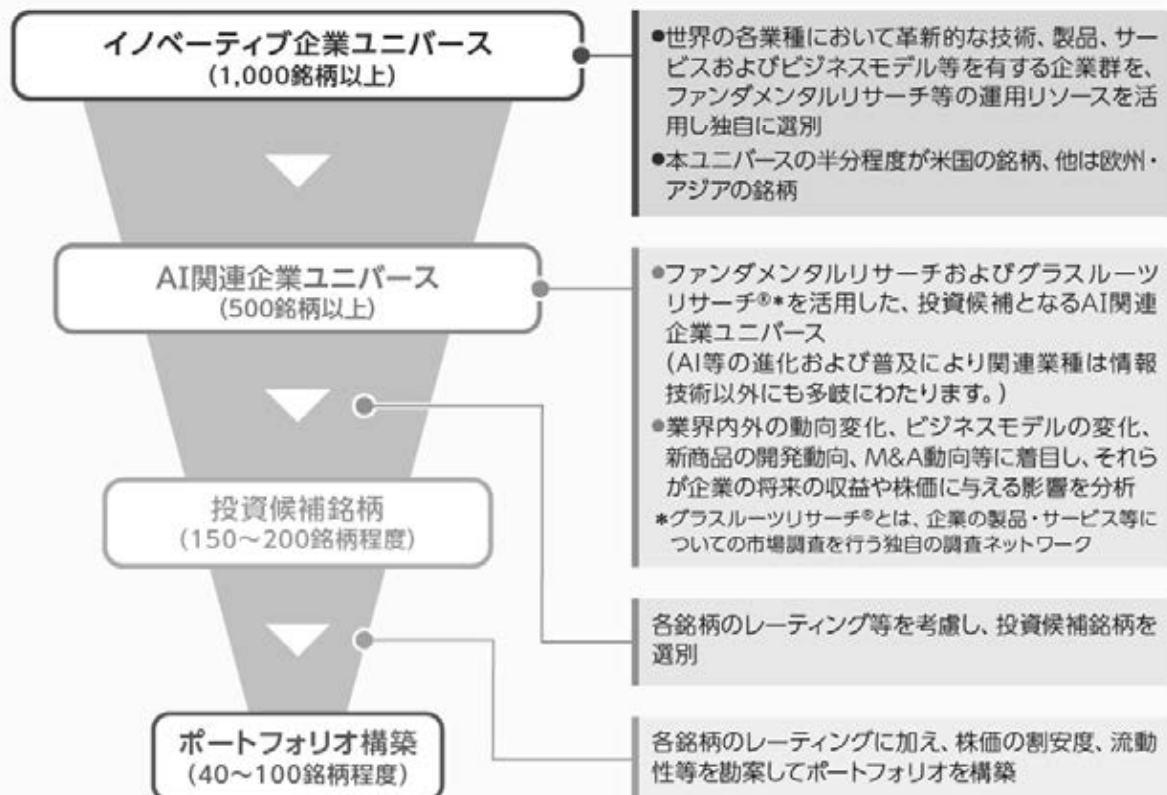 イノベーティブ企業ユニバース
(1,000銘柄以上)
●世界の各業種において革新的な技術、製品、サー
ビスおよびビジネスモデル等を有する企業群を、
ファンダメンタルリサーチ等の運用リソースを活
用し独自に選別
●本ユニバースの半分程度が米国の銘柄、他は欧州・
アジアの銘柄
AI関連企業ユニバース
(500銘柄以上)
●ファンダメンタルリサーチおよびグラスルーツ
リサーチ®*を活用した、投資候補となるAI関連
企業ユニバース
(AI等の進化および普及により関連業種は情報
技術以外にも多岐にわたります。)
●業界内外の動向変化、ビジネスモデルの変化、
新商品の開発動向、M&A動向等に着目し、それら
が企業の将来の収益や株価に与える影響を分析
*グラスルーツリサーチ®とは、企業の製品・サービス等に
ついての市場調査を行う独自の調査ネットワーク
投資候補銘柄
(150～200銘柄程度)
各銘柄のレーティング等を考慮し、投資候補銘柄を
選別
ポートフォリオ構築
(40～100銘柄程度)
各銘柄のレーティングに加え、株価の割安度、流動
性等を勘案してポートフォリオを構築